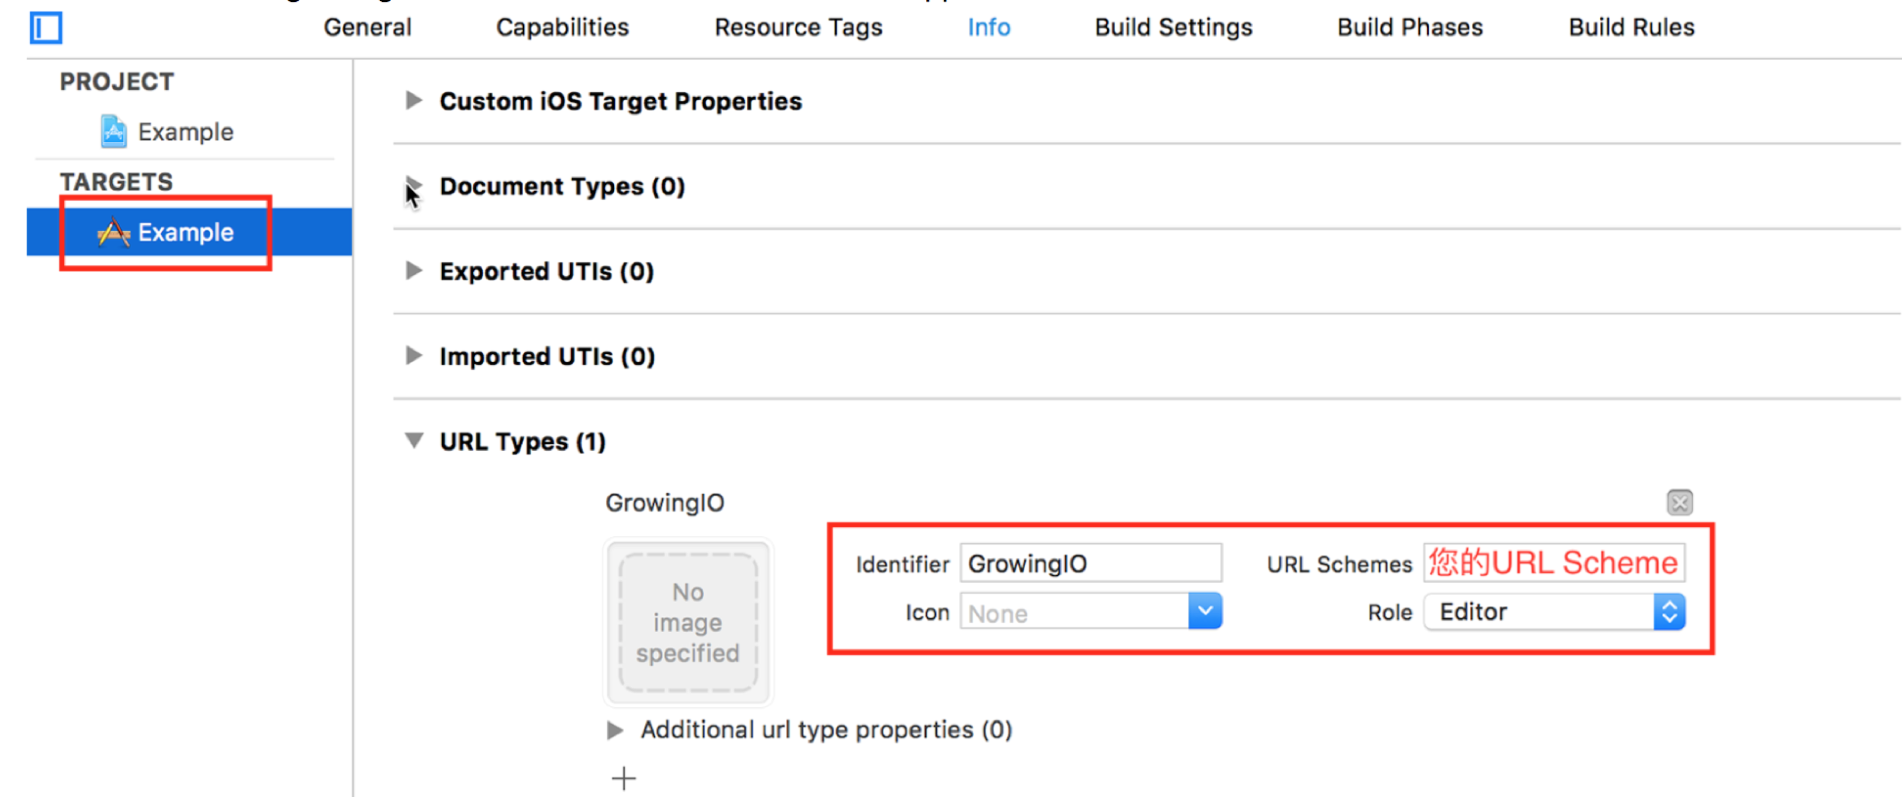 General Capabilities Resource Tags Info Build Settings Build Phases Build Rules
PROJECT
Example
TARGETS
Example
Custom iOS Target Properties
Document Types (0)
Exported UTIs (0)
Imported UTIs (0)
URL Types (1)
GrowingIO
No
image
specified
Identifier GrowingIO URL Schemes 您的URL Scheme
Icon None Role Editor
Additional url type properties (0)